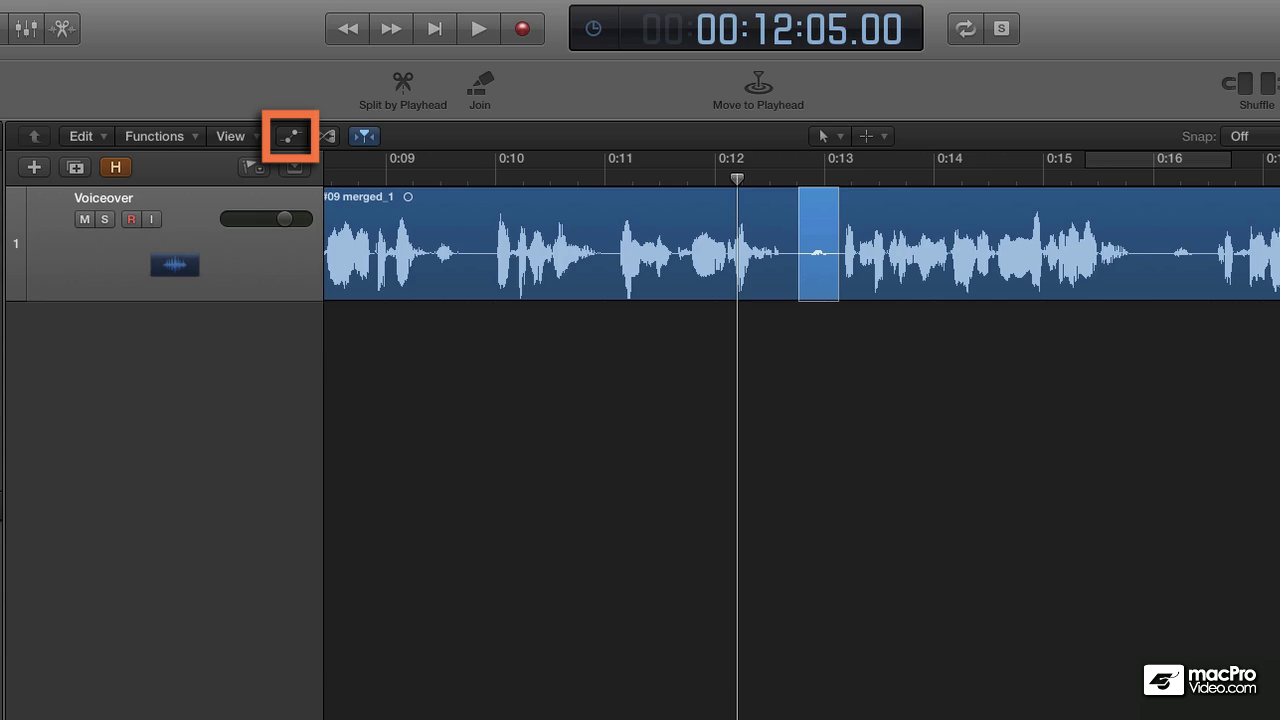 00:00:12:05.00
S
Split by Playhead
Join
Move to Playhead
Shuffle
Edit
Functions
View
Snap: Off
H
0:09
0:10
0:11
0:12
0:13
0:14
0:15
0:16
Voiceover
#09 merged_1
M
S
R
I
1
macPro
Video.com